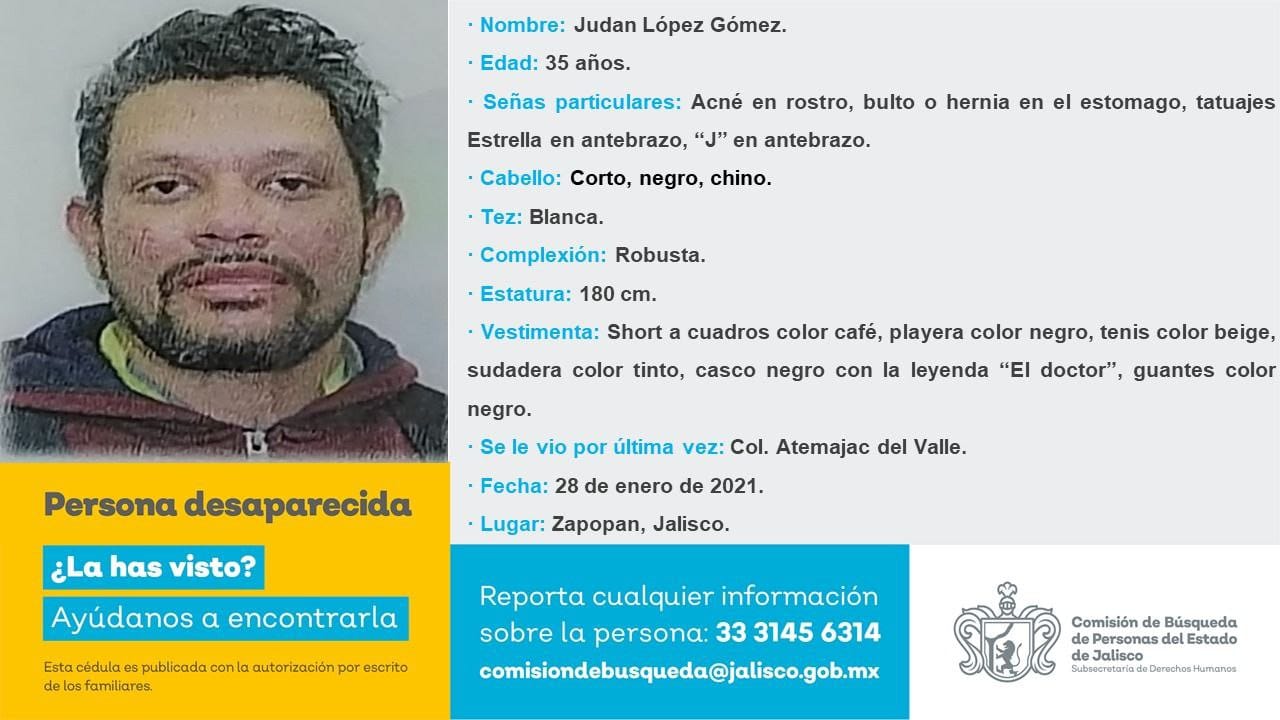 · Nombre: Judan López Gómez.
· Edad: 35 años.
· Señas particulares: Acné en rostro, bulto o hernia en el estomago, tatuajes
Estrella en antebrazo, “J” en antebrazo.
· Cabello: Corto, negro, chino.
· Tez: Blanca.
· Complexión: Robusta.
· Estatura: 180 cm.
· Vestimenta: Short a cuadros color café, playera color negro, tenis color beige,
sudadera color tinto, casco negro con la leyenda “El doctor”, guantes color
negro.
· Se le vio por última vez: Col. Atemajac del Valle.
· Fecha: 28 de enero de 2021.
· Lugar: Zapopan, Jalisco.
Persona desaparecida
¿La has visto?
Ayúdanos a encontrarla
Esta cédula es publicada con la autorización por escrito
de los familiares.
Reporta cualquier información
sobre la persona: 33 3145 6314
comisiondebusqueda@jalisco.gob.mx
Comisión de Búsqueda
de Personas del Estado
de Jalisco
Subsecretaría de Derechos Humanos